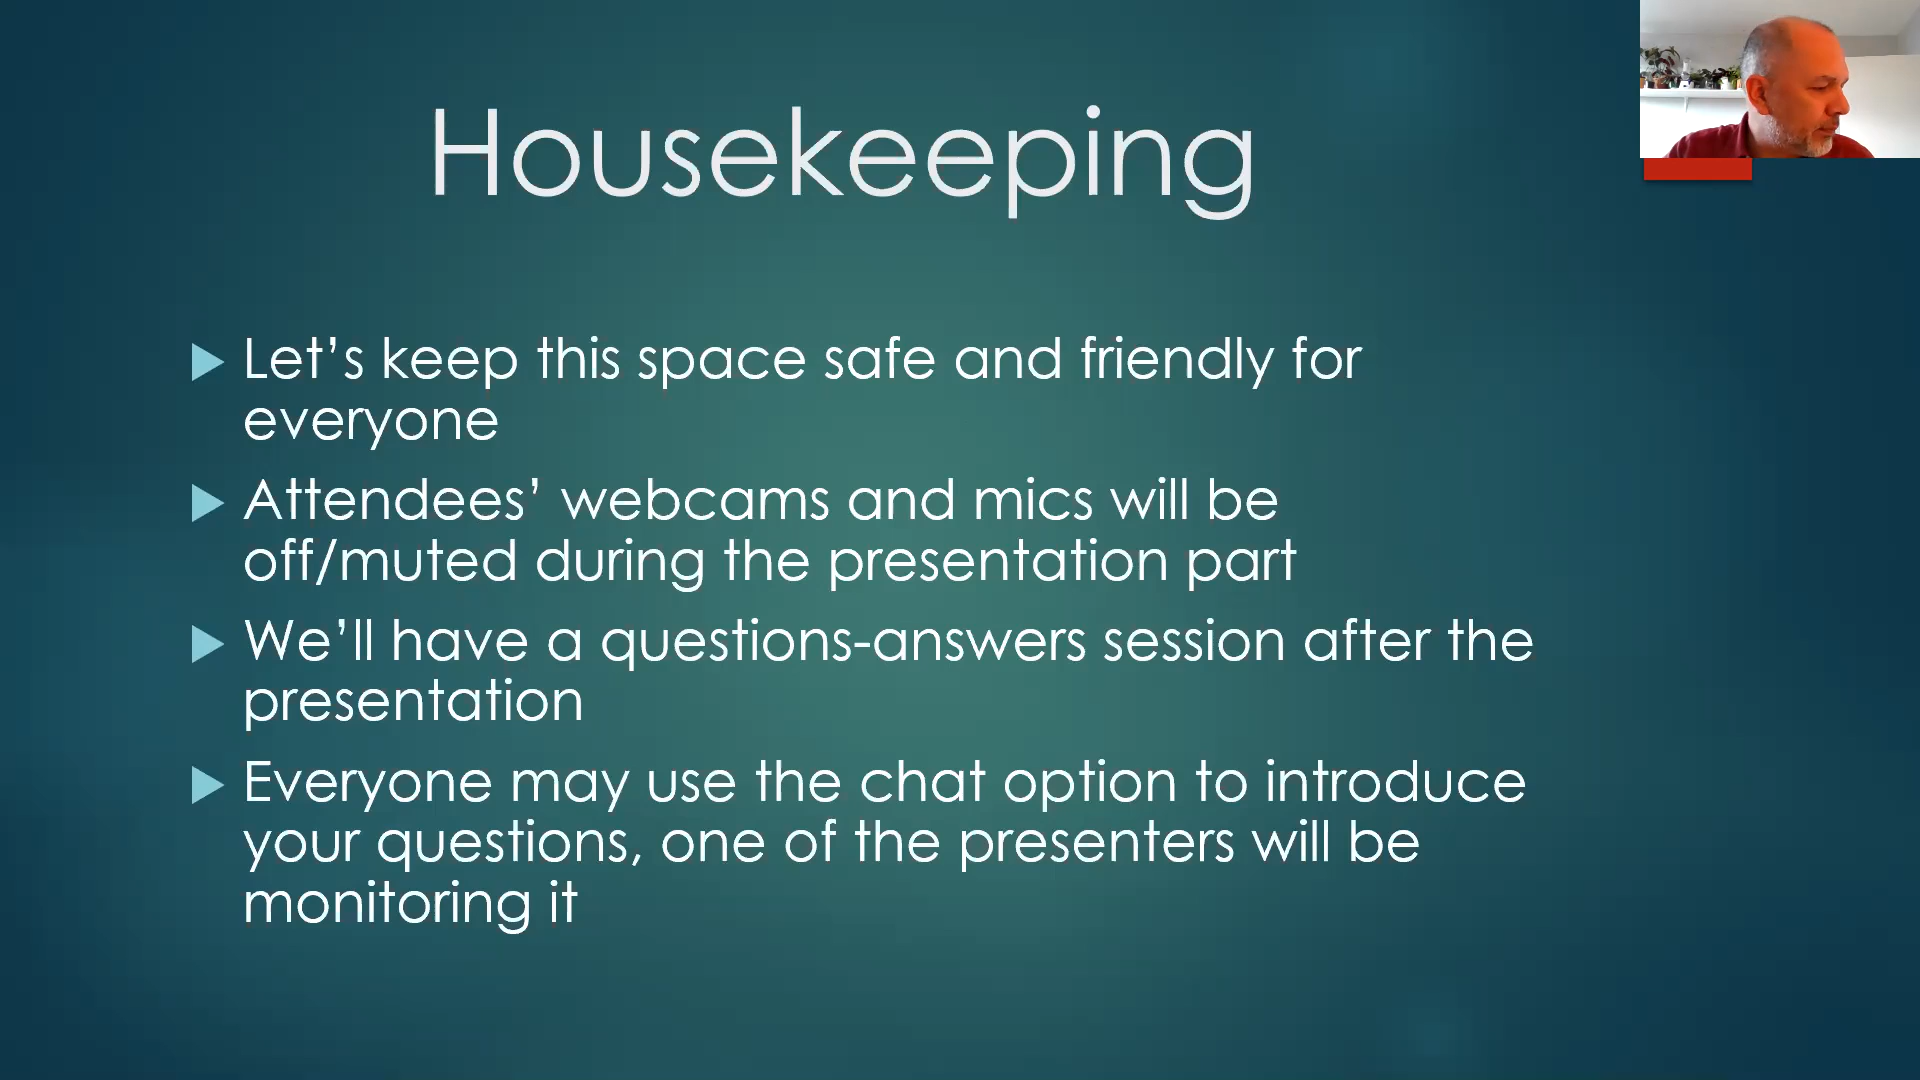 Housekeeping
Let’s keep this space safe and friendly for
everyone
Attendees’ webcams and mics will be
off/muted during the presentation part
We’ll have a questions-answers session after the
presentation
Everyone may use the chat option to introduce
your questions, one of the presenters will be
monitoring it